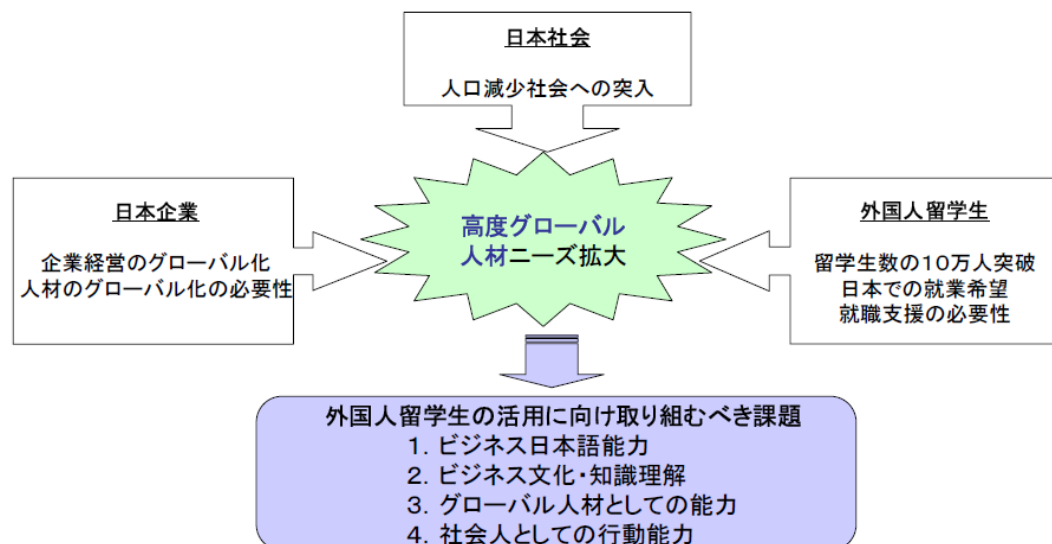 日本社会
人口減少社会への突入
日本企業
企業経営のグローバル化
人材のグローバル化の必要性
高度グローバル
人材ニーズ拡大
外国人留学生
留学生数の10万人突破
日本での就業希望
就職支援の必要性
外国人留学生の活用に向け取り組むべき課題
1. ビジネス日本語能力
2. ビジネス文化・知識理解
3. グローバル人材としての能力
4. 社会人としての行動能力